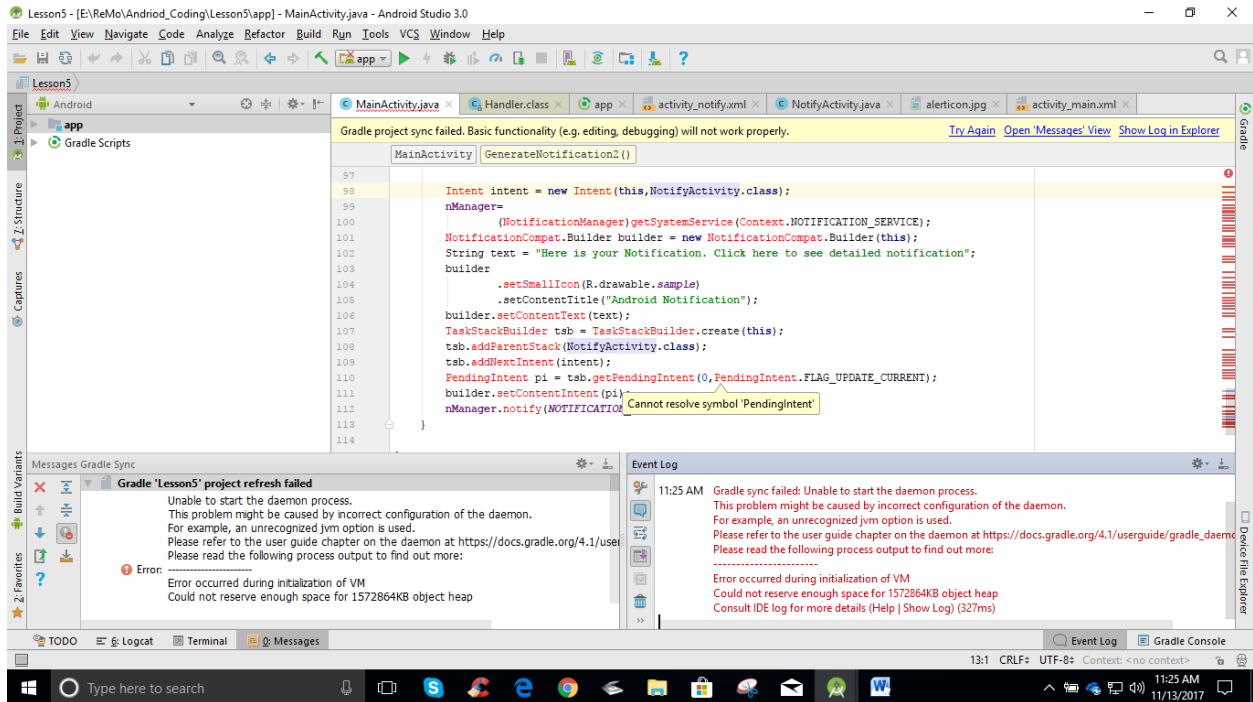 Lesson5 - [E:\ReMo\Andriod_Coding\Lesson5\app] - MainActivity.java - Android Studio 3.0
File Edit View Navigate Code Analyze Refactor Build Run Tools VCS Window Help
app
Lesson5
Android
MainActivity.java
Handler.class
app
activity_notify.xml
NotifyActivity.java
alerticon.jpg
activity_main.xml
1: Project
Z: Structure
Captures
Build Variants
2: Favorites
app
Gradle Scripts
Gradle project sync failed. Basic functionality (e.g. editing, debugging) will not work properly.
Try Again Open 'Messages' View Show Log in Explorer
MainActivity GenerateNotification2()
97
98 Intent intent = new Intent(this,NotifyActivity.class);
99 nManager=
100 (NotificationManager)getSystemService(Context.NOTIFICATION_SERVICE);
101 NotificationCompat.Builder builder = new NotificationCompat.Builder(this);
102 String text = "Here is your Notification. Click here to see detailed notification";
103 builder
104 .setSmallIcon(R.drawable.sample)
105 .setContentTitle("Android Notification");
106 builder.setContentText(text);
107 TaskStackBuilder tsb = TaskStackBuilder.create(this);
108 tsb.addParentStack(NotifyActivity.class);
109 tsb.addNextIntent(intent);
110 PendingIntent pi = tsb.getPendingIntent(0,PendingIntent.FLAG_UPDATE_CURRENT);
111 builder.setContentIntent(pi)
112 nManager.notify(NOTIFICATION_
113 }
114
Cannot resolve symbol 'PendingIntent'
Gradle
Device File Explorer
Messages Gradle Sync
Gradle 'Lesson5' project refresh failed
Unable to start the daemon process.
This problem might be caused by incorrect configuration of the daemon.
For example, an unrecognized jvm option is used.
Please refer to the user guide chapter on the daemon at https://docs.gradle.org/4.1/user
Please read the following process output to find out more:
Error: -----------------------
Error occurred during initialization of VM
Could not reserve enough space for 1572864KB object heap
Event Log
11:25 AM Gradle sync failed: Unable to start the daemon process.
This problem might be caused by incorrect configuration of the daemon.
For example, an unrecognized jvm option is used.
Please refer to the user guide chapter on the daemon at https://docs.gradle.org/4.1/userguide/gradle_daemo
Please read the following process output to find out more:
-----------------------
Error occurred during initialization of VM
Could not reserve enough space for 1572864KB object heap
Consult IDE log for more details (Help | Show Log) (327ms)
TODO 6: Logcat Terminal 0: Messages
Event Log Gradle Console
13:1 CRLF÷ UTF-8÷ Context: <no context>
Type here to search
11:25 AM
11/13/2017